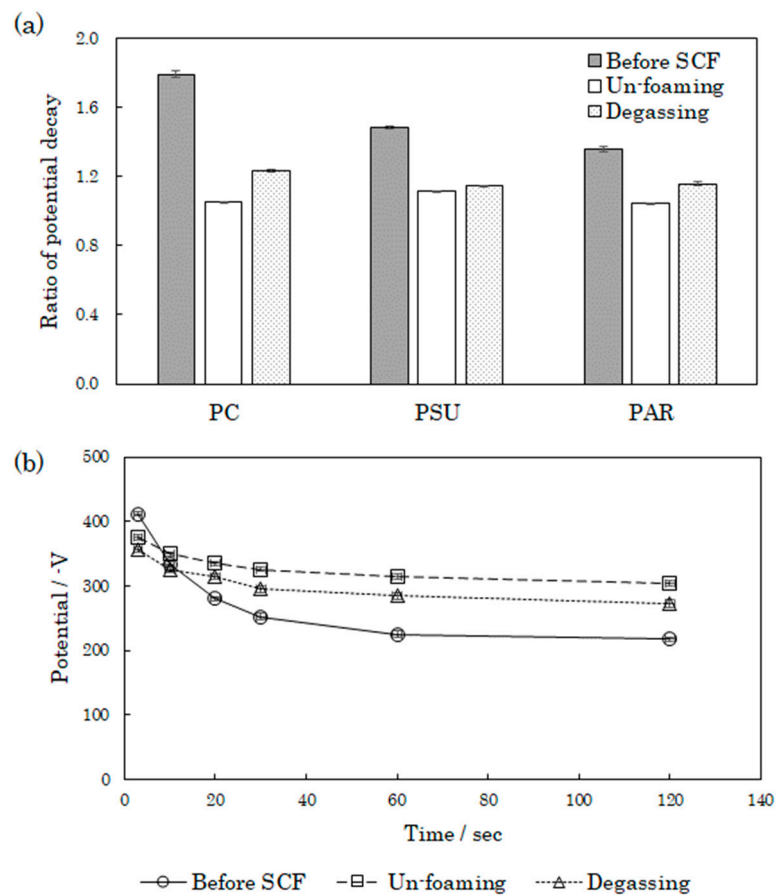 (a)
Ratio of potential decay
2.0
1.6
1.2
0.8
0.4
0.0
Before SCF
Un-foaming
Degassing
PC PSU PAR
(b)
Potential / -V
500
400
300
200
100
0
0 20 40 60 80 100 120 140
Time / sec
Before SCF Un-foaming Degassing